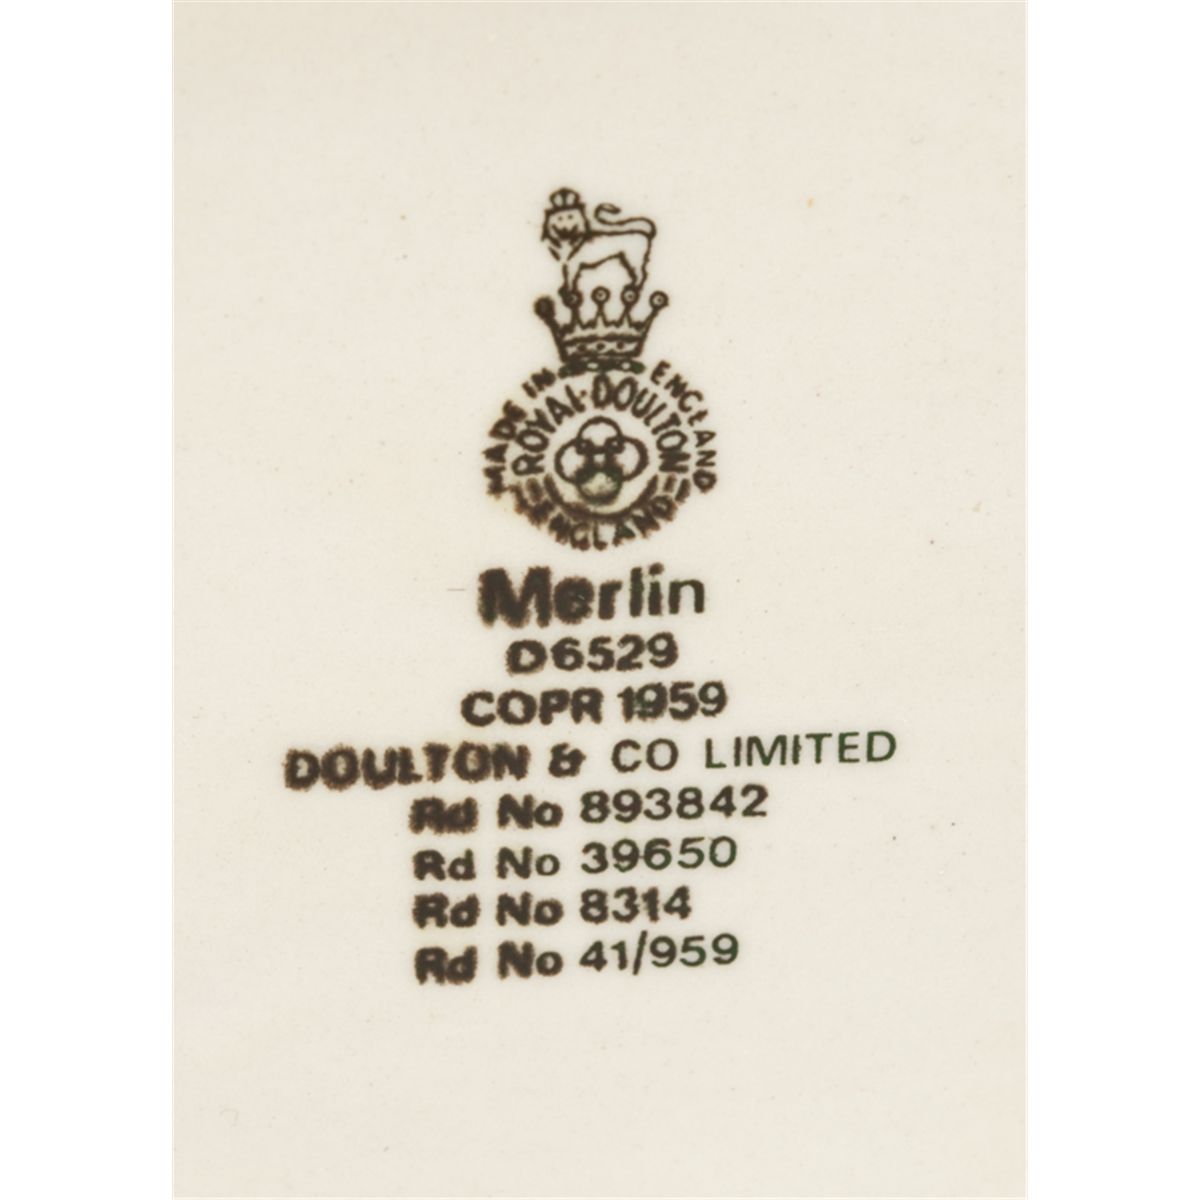 MADE IN ENGLAND
ROYAL·DOULTON
ENGLAND
Merlin
D6529
COPR 1959
DOULTON & CO LIMITED
Rd No 893842
Rd No 39650
Rd No 8314
Rd No 41/959